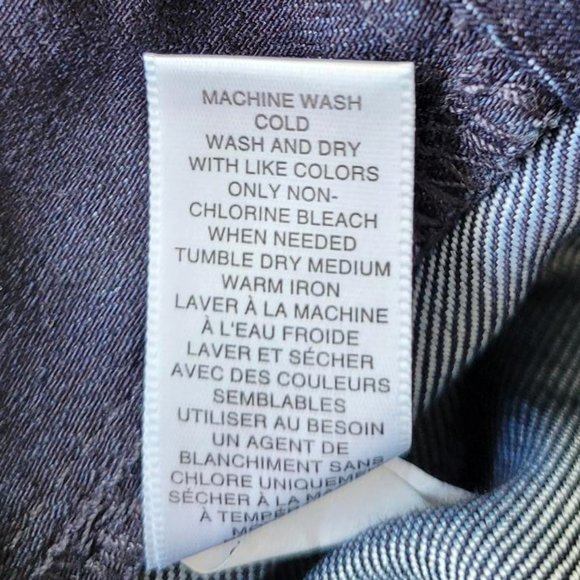 MACHINE WASH
COLD
WASH AND DRY
WITH LIKE COLORS
ONLY NON-
CHLORINE BLEACH
WHEN NEEDED
TUMBLE DRY MEDIUM
WARM IRON
LAVER À LA MACHINE
À L'EAU FROIDE
LAVER ET SÉCHER
AVEC DES COULEURS
SEMBLABLES
UTILISER AU BESOIN
UN AGENT DE
BLANCHIMENT SANS
CHLORE UNIQUEMENT
SÉCHER À LA
À